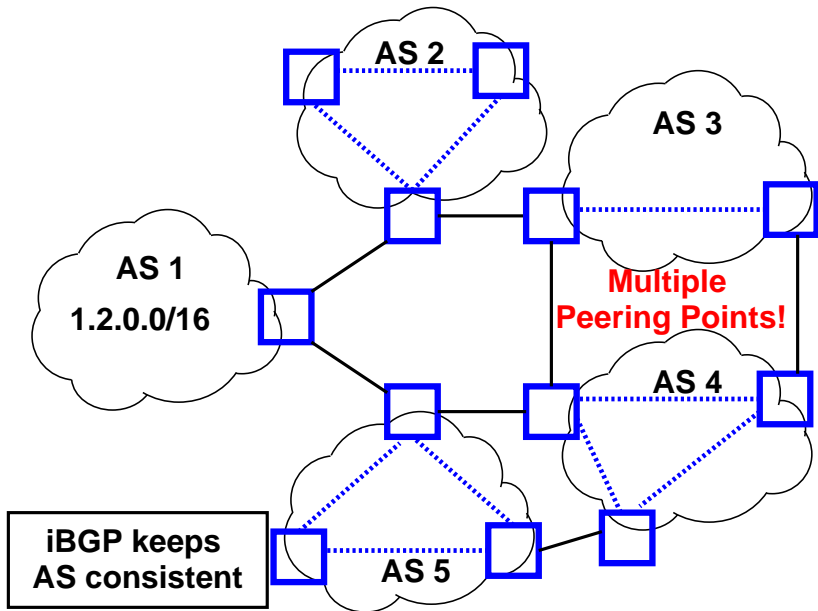 AS 2
AS 3
AS 1
1.2.0.0/16
Multiple
Peering Points!
AS 4
iBGP keeps
AS consistent
AS 5